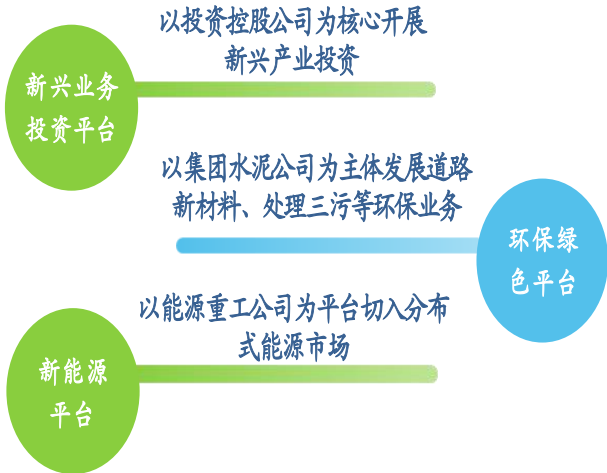 以投资控股公司为核心开展
新兴产业投资
新兴业务
投资平台
以集团水泥公司为主体发展道路
新材料、处理三污等环保业务
环保绿
色平台
以能源重工公司为平台切入分布
式能源市场
新能源
平台